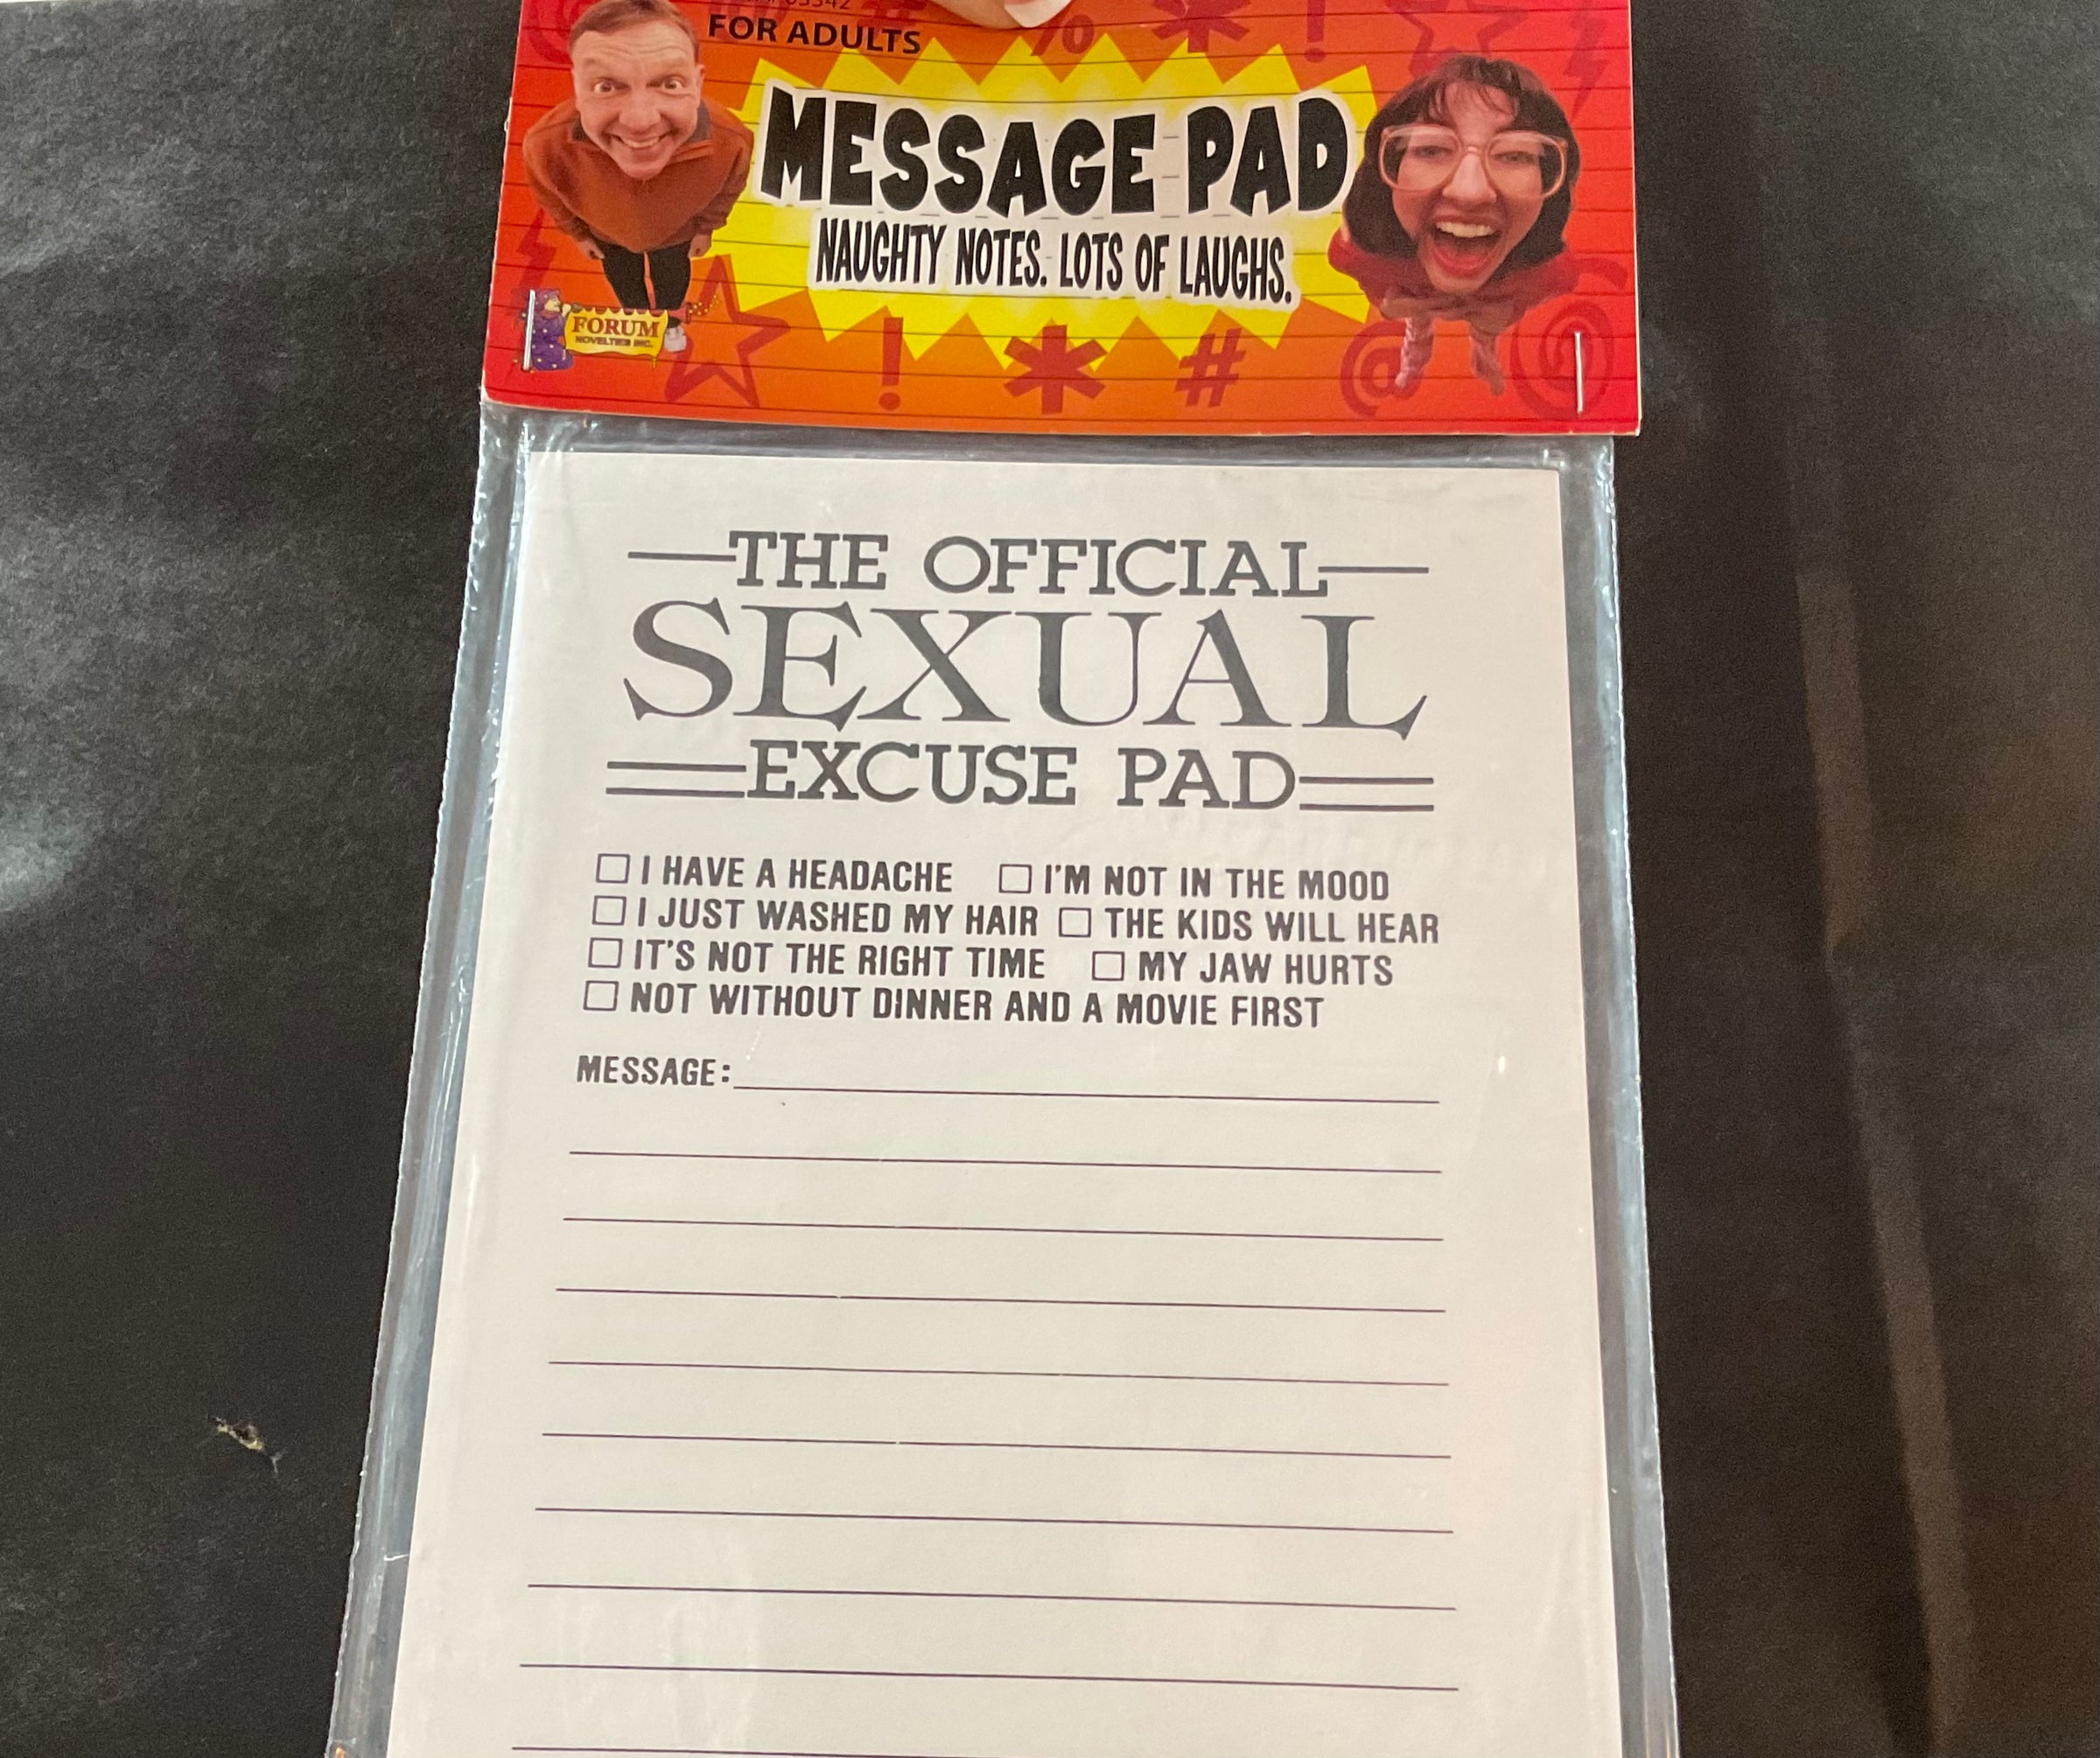 FOR ADULTS
MESSAGE PAD
NAUGHTY NOTES. LOTS OF LAUGHS.
FORUM
NOVELTIES INC.
! * # @
THE OFFICIAL
SEXUAL
EXCUSE PAD
☐ I HAVE A HEADACHE ☐ I'M NOT IN THE MOOD
☐ I JUST WASHED MY HAIR ☐ THE KIDS WILL HEAR
☐ IT'S NOT THE RIGHT TIME ☐ MY JAW HURTS
☐ NOT WITHOUT DINNER AND A MOVIE FIRST
MESSAGE: